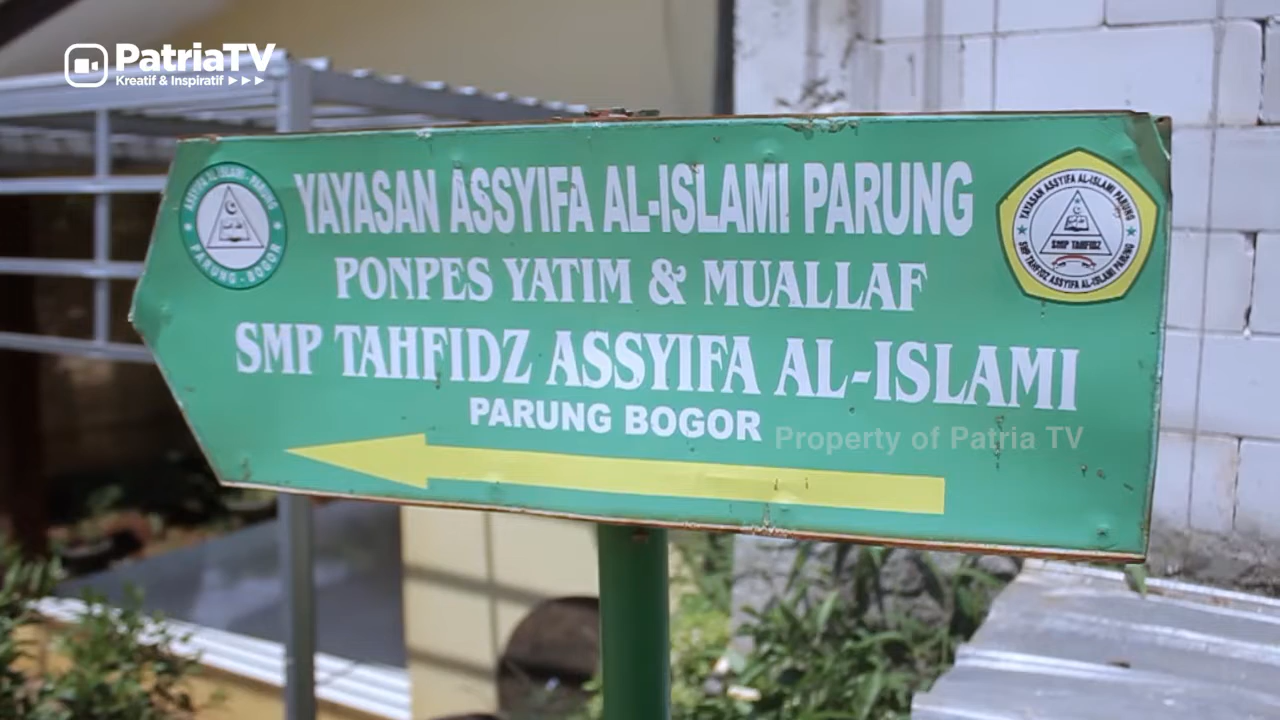 PatriaTV
Kreatif & Inspiratif
YAYASAN ASSYIFA AL-ISLAMI PARUNG
PONPES YATIM & MUALLAF
SMP TAHFIDZ ASSYIFA AL-ISLAMI
PARUNG BOGOR
Property of Patria TV
ASSYIFA AL ISLAMI - PARUNG
PARUNG - BOGOR
YAYASAN ASSYIFA AL-ISLAMI PARUNG
SMP TAHFIDZ
SMP TAHFIDZ ASSYIFA AL-ISLAMI PARUNG